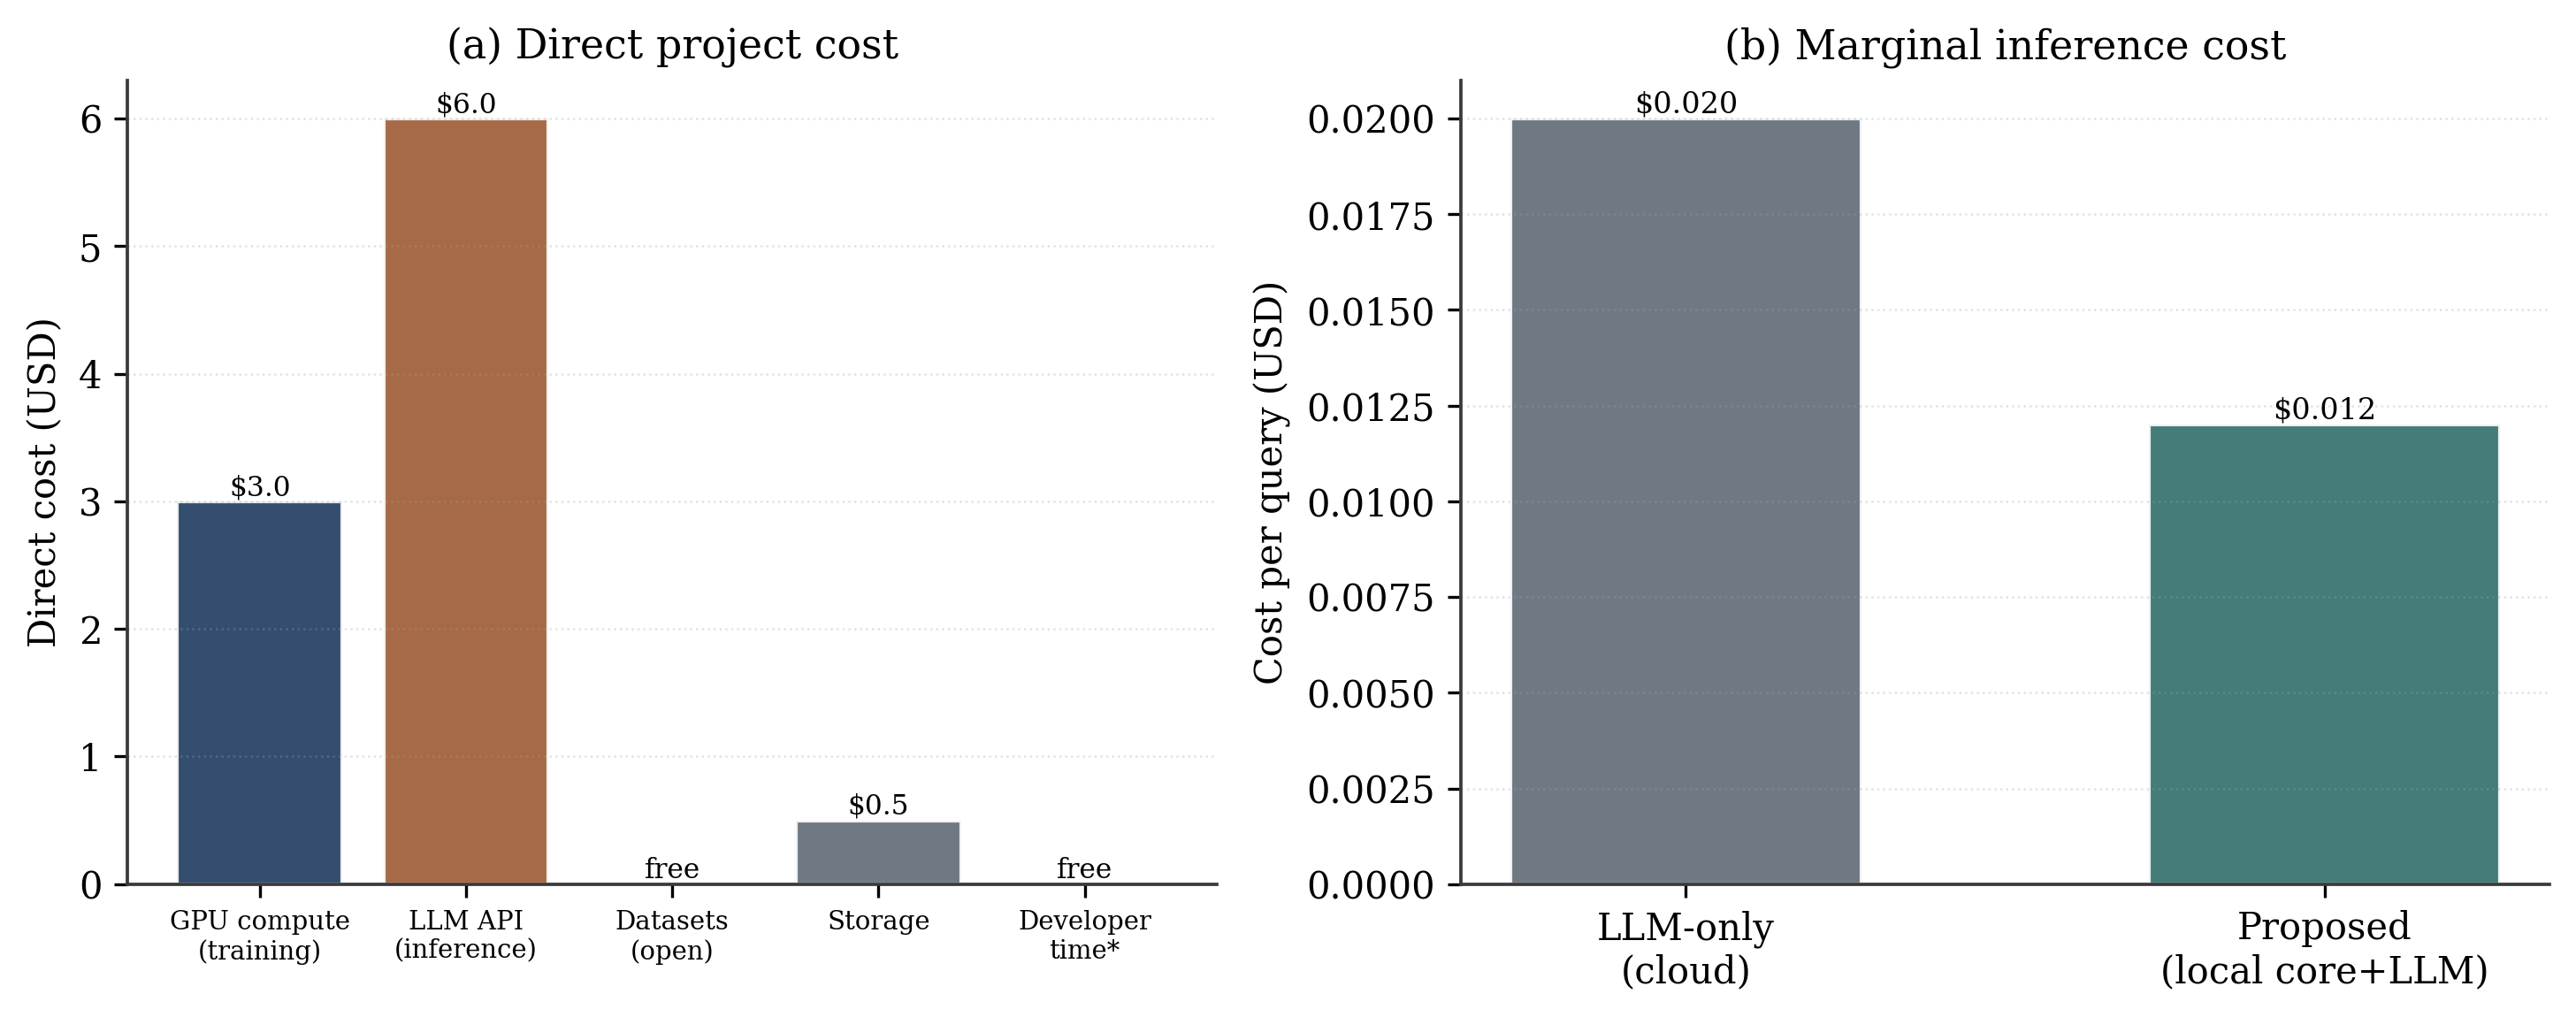 (a) Direct project cost
Direct cost (USD)
6
5
4
3
2
1
0
$3.0
$6.0
free
$0.5
free
GPU compute
(training)
LLM API
(inference)
Datasets
(open)
Storage
Developer
time*
(b) Marginal inference cost
Cost per query (USD)
0.0200
0.0175
0.0150
0.0125
0.0100
0.0075
0.0050
0.0025
0.0000
$0.020
$0.012
LLM-only
(cloud)
Proposed
(local core+LLM)